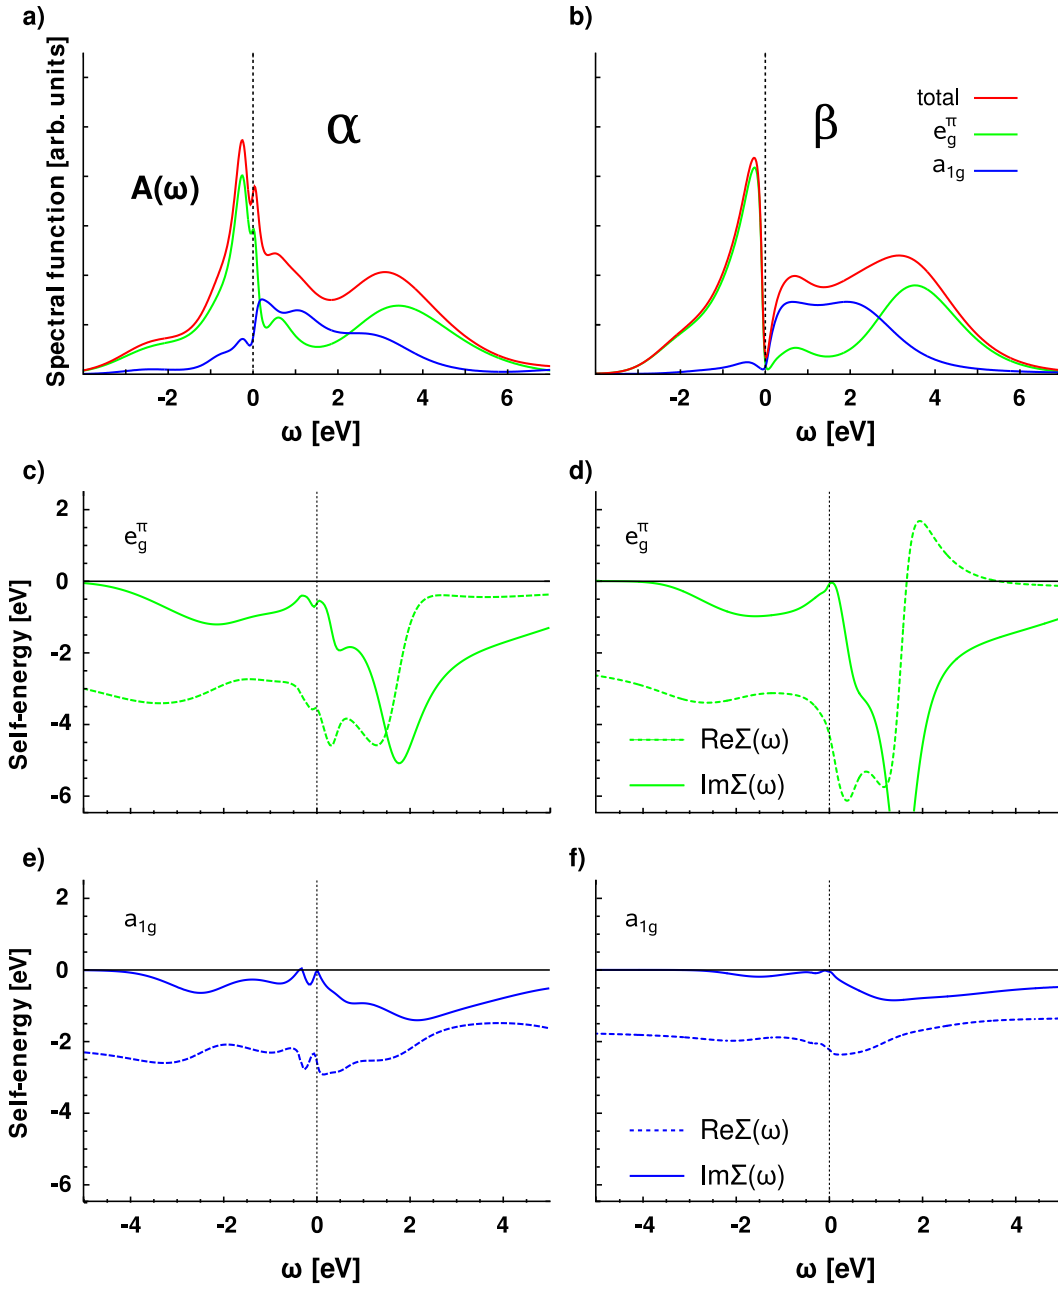 a)
b)
Spectral function [arb. units]
A(ω)
α
β
total
e_g^π
a_1g
-2 0 2 4 6
-2 0 2 4 6
ω [eV]
ω [eV]
c)
d)
Self-energy [eV]
2
0
-2
-4
-6
e_g^π
e_g^π
ReΣ(ω)
ImΣ(ω)
e)
f)
Self-energy [eV]
2
0
-2
-4
-6
a_1g
a_1g
ReΣ(ω)
ImΣ(ω)
-4 -2 0 2 4
-4 -2 0 2 4
ω [eV]
ω [eV]